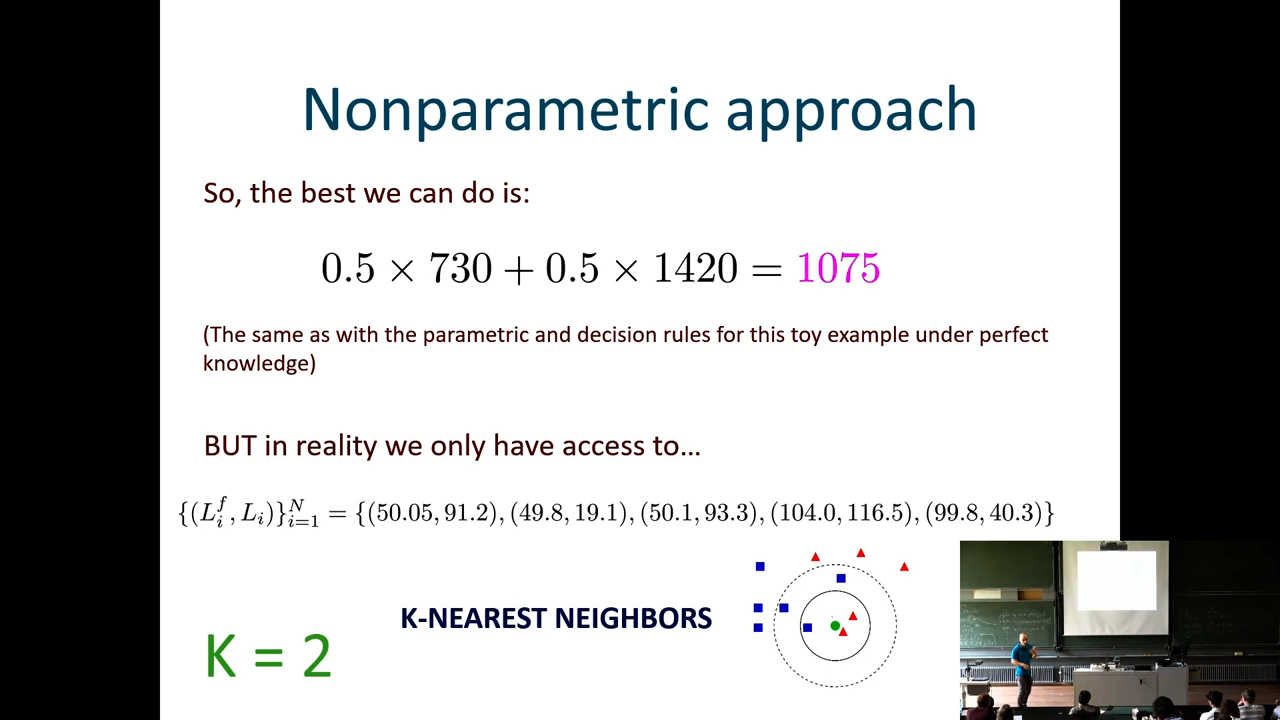 Nonparametric approach
So, the best we can do is:
0.5 × 730 + 0.5 × 1420 = 1075
(The same as with the parametric and decision rules for this toy example under perfect
knowledge)
BUT in reality we only have access to...
{(L_i^f, L_i)}_{i=1}^N = {(50.05, 91.2), (49.8, 19.1), (50.1, 93.3), (104.0, 116.5), (99.8, 40.3)}
K-NEAREST NEIGHBORS
K = 2